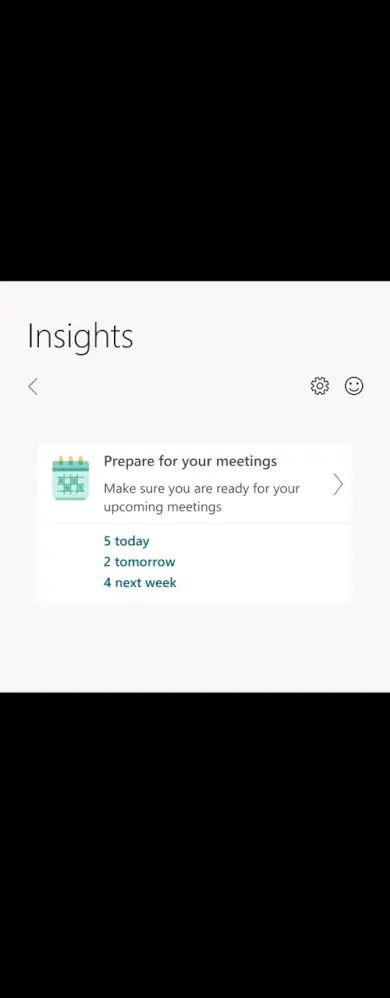 Insights
Prepare for your meetings
Make sure you are ready for your
upcoming meetings
5 today
2 tomorrow
4 next week